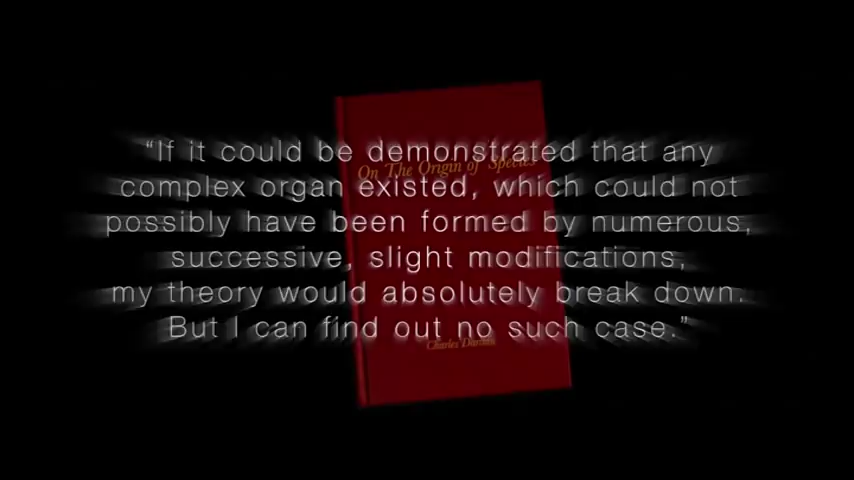 “If it could be demonstrated that any
On The Origin of Species
complex organ existed, which could not
possibly have been formed by numerous,
successive, slight modifications,
my theory would absolutely break down.
But I can find out no such case.”
Charles Darwin